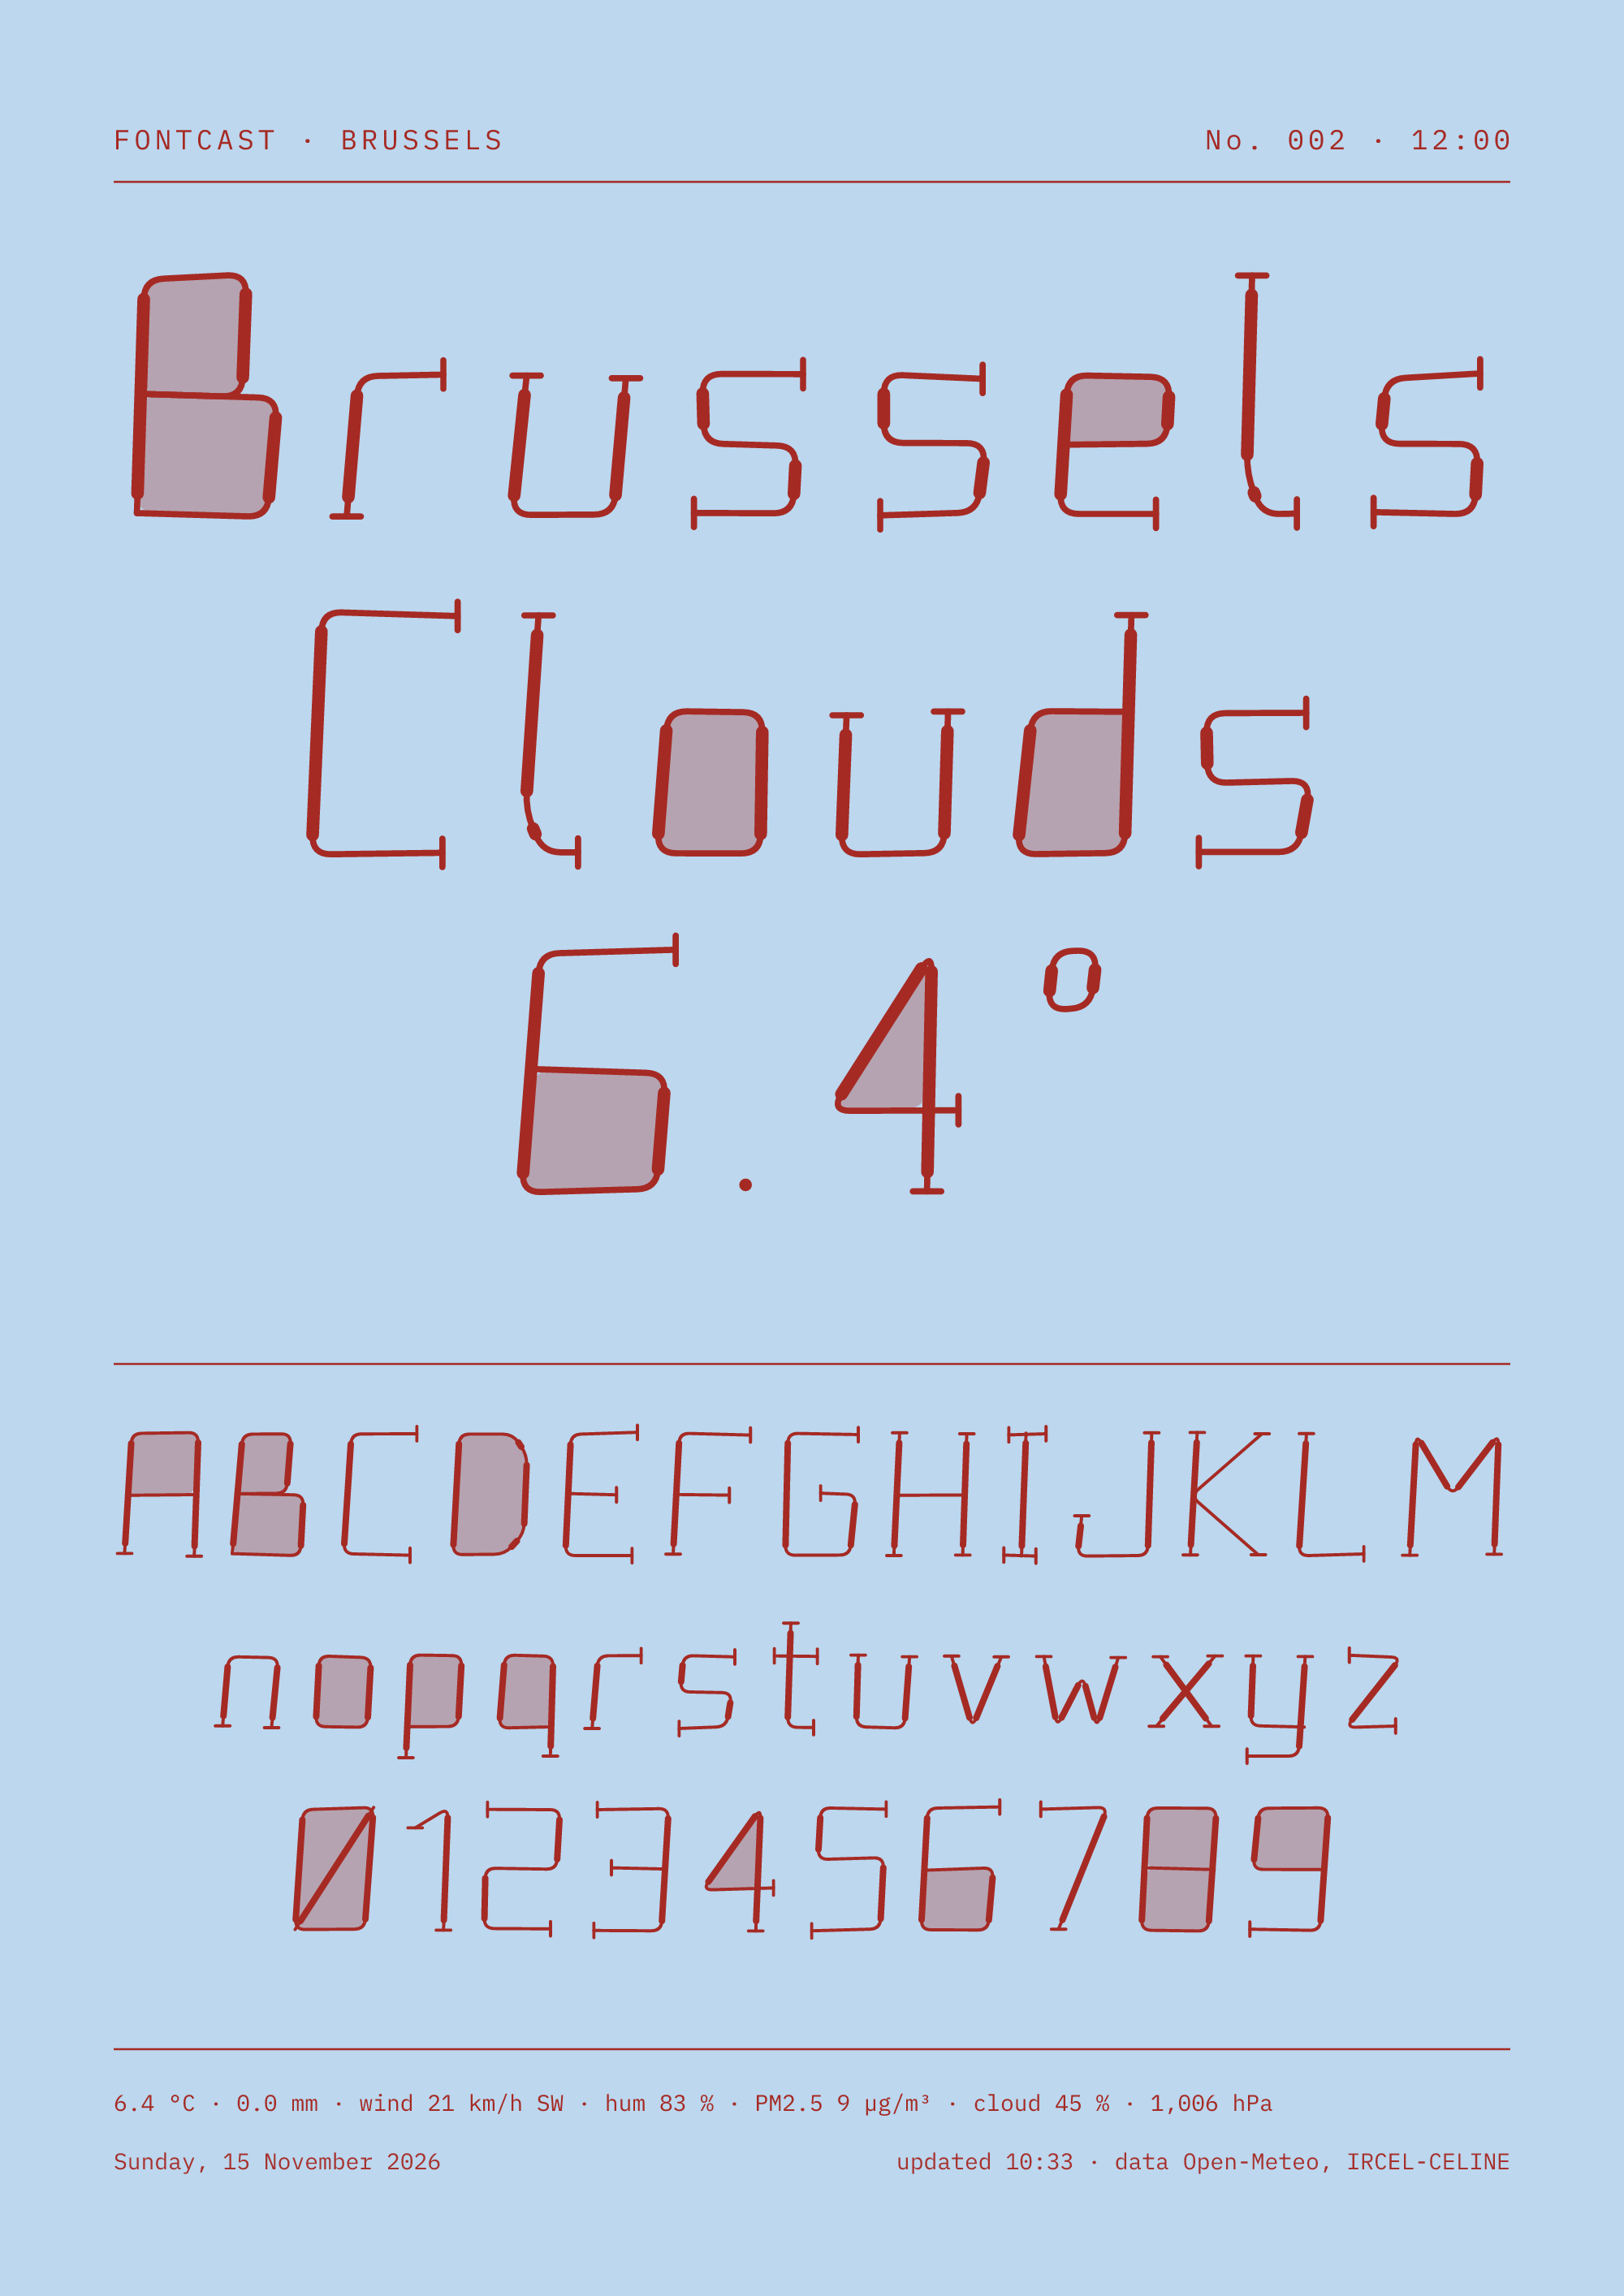 FONTCAST · BRUSSELS
No. 002 · 12:00
Brussels
Clouds
6.4°
ABCDEFGHIJKLM
nopqrstuvwxyz
0123456789
6.4 °C · 0.0 mm · wind 21 km/h SW · hum 83 % · PM2.5 9 µg/m³ · cloud 45 % · 1,006 hPa
Sunday, 15 November 2026
updated 10:33 · data Open-Meteo, IRCEL-CELINE